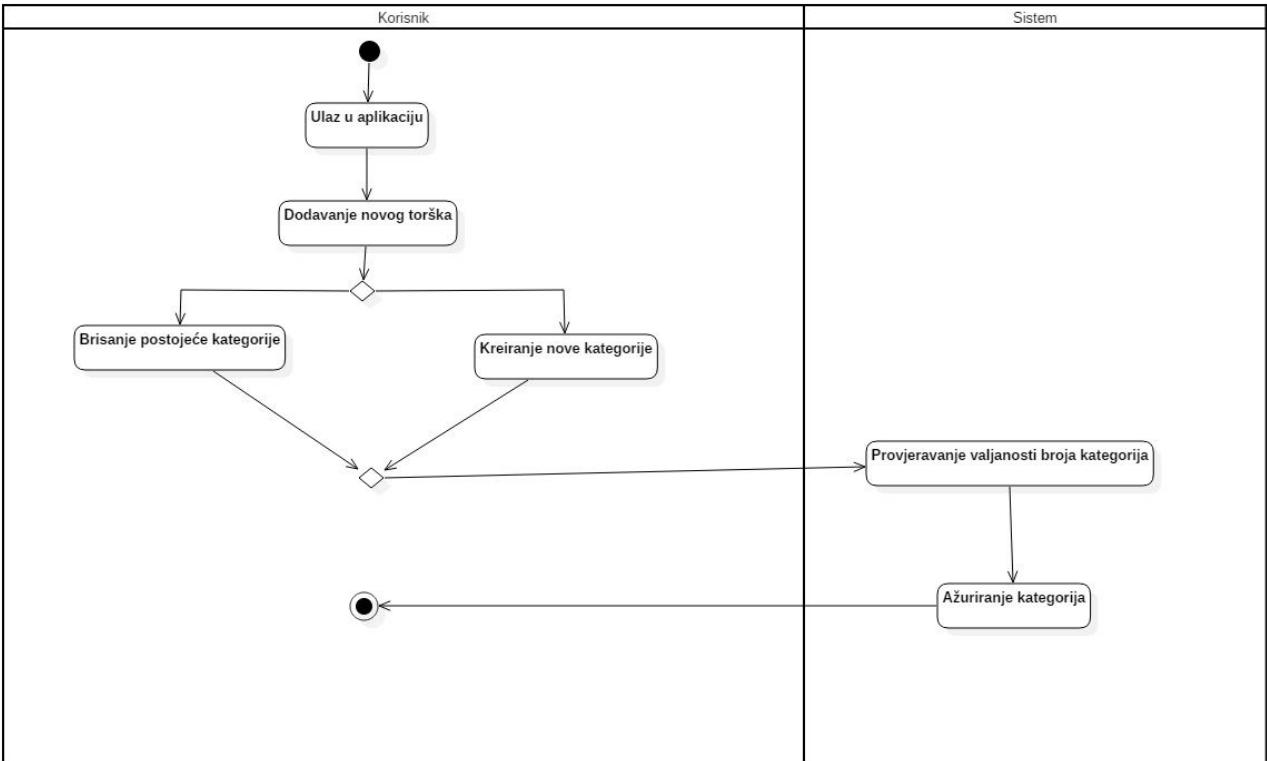 Korisnik
Sistem
Ulaz u aplikaciju
Dodavanje novog torška
Brisanje postojeće kategorije
Kreiranje nove kategorije
Provjeravanje valjanosti broja kategorija
Ažuriranje kategorija